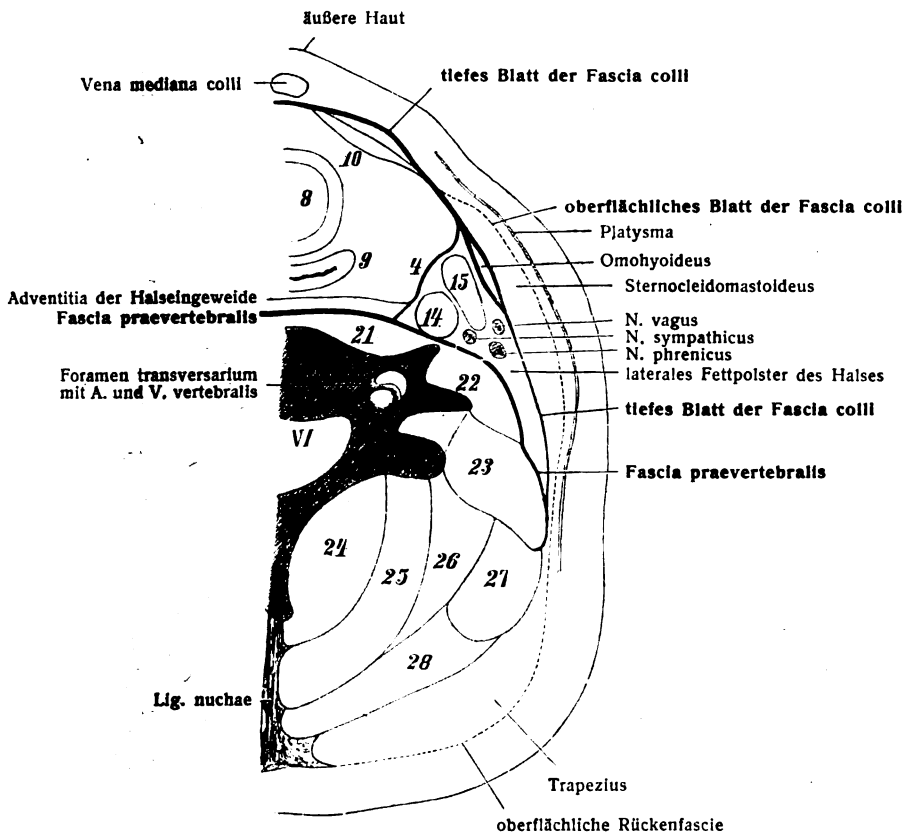 äußere Haut
Vena mediana colli
tiefes Blatt der Fascia colli
10
8
oberflächliches Blatt der Fascia colli
Platysma
9
4
15
Omohyoideus
Sternocleidomastoideus
Adventitia der Halseingeweide
Fascia praevertebralis
14
N. vagus
N. sympathicus
N. phrenicus
21
laterales Fettpolster des Halses
Foramen transversarium
mit A. und V. vertebralis
22
tiefes Blatt der Fascia colli
VI
23
Fascia praevertebralis
24
25
26
27
28
Lig. nuchae
Trapezius
oberflächliche Rückenfascie